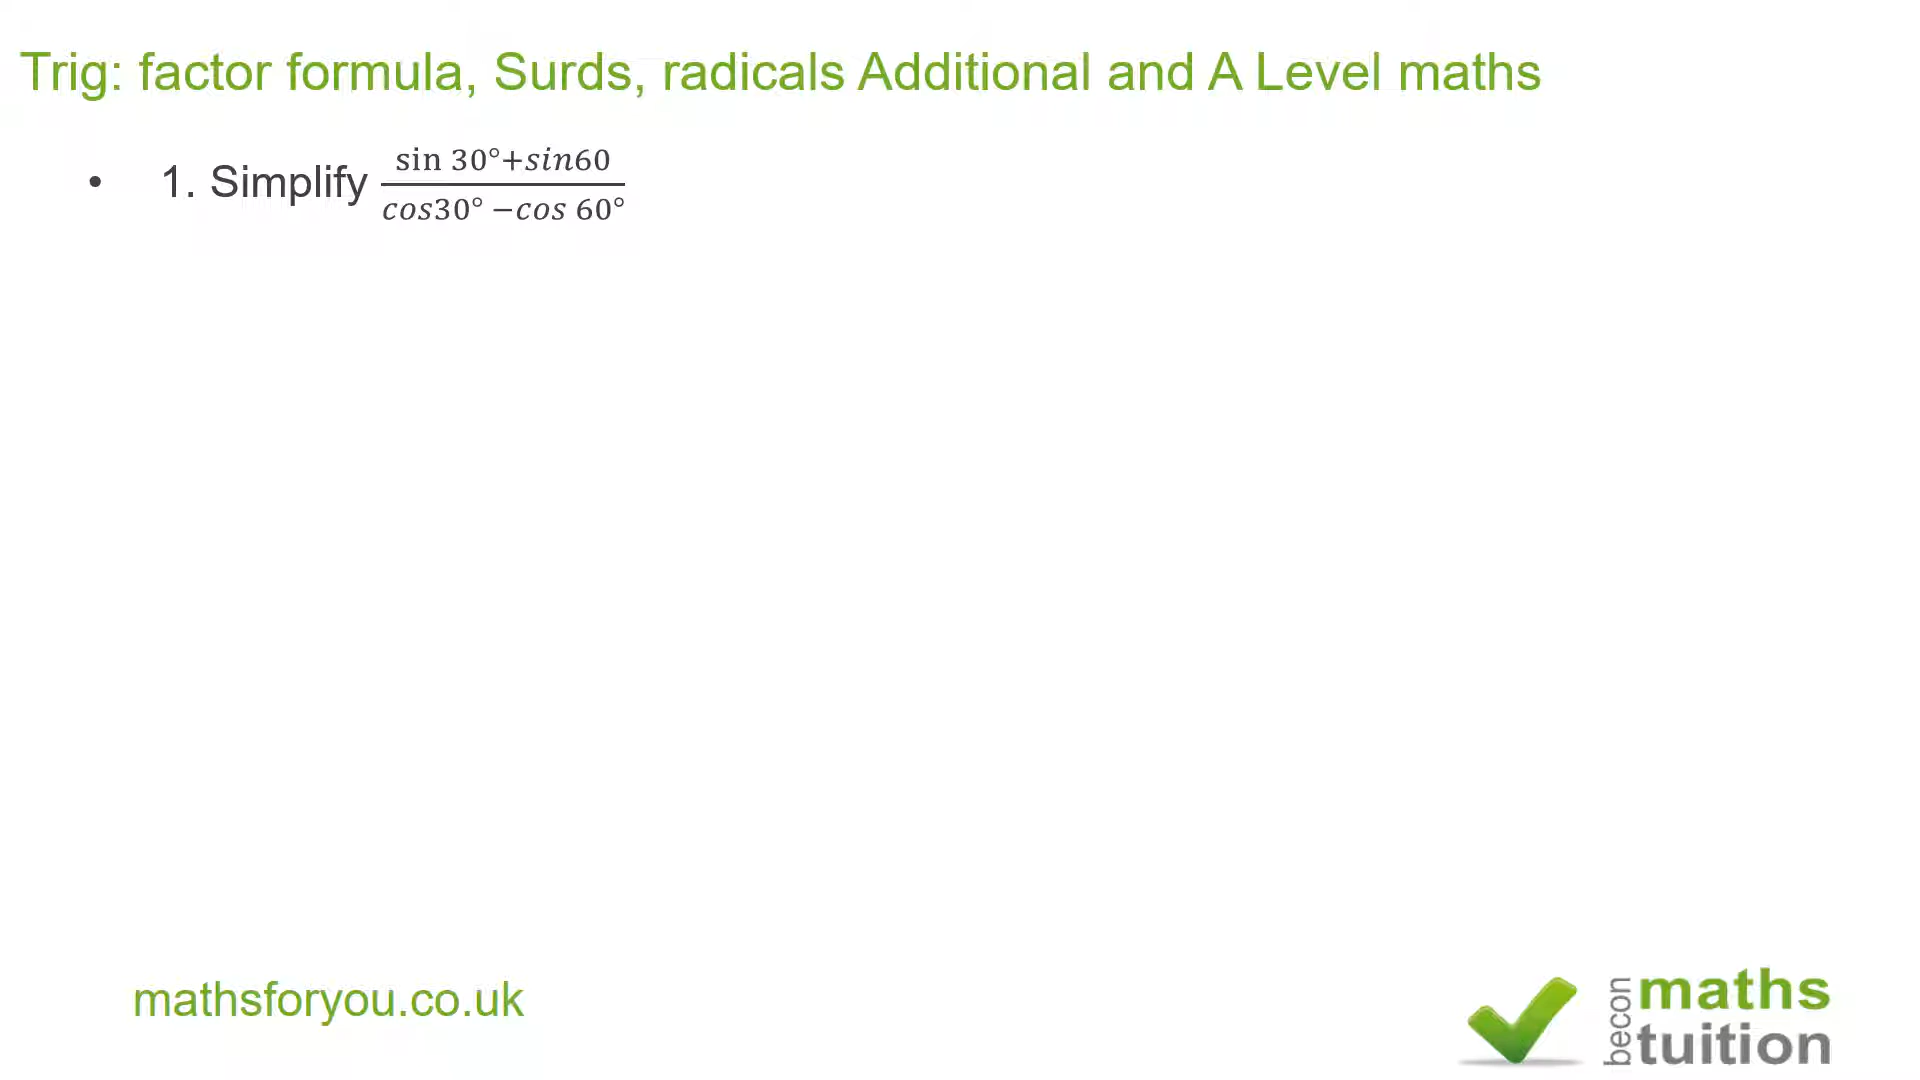 Trig: factor formula, Surds, radicals Additional and A Level maths
• 1. Simplify \frac{sin 30°+sin60}{cos30° −cos 60°}
mathsforyou.co.uk
becon
maths
tuition